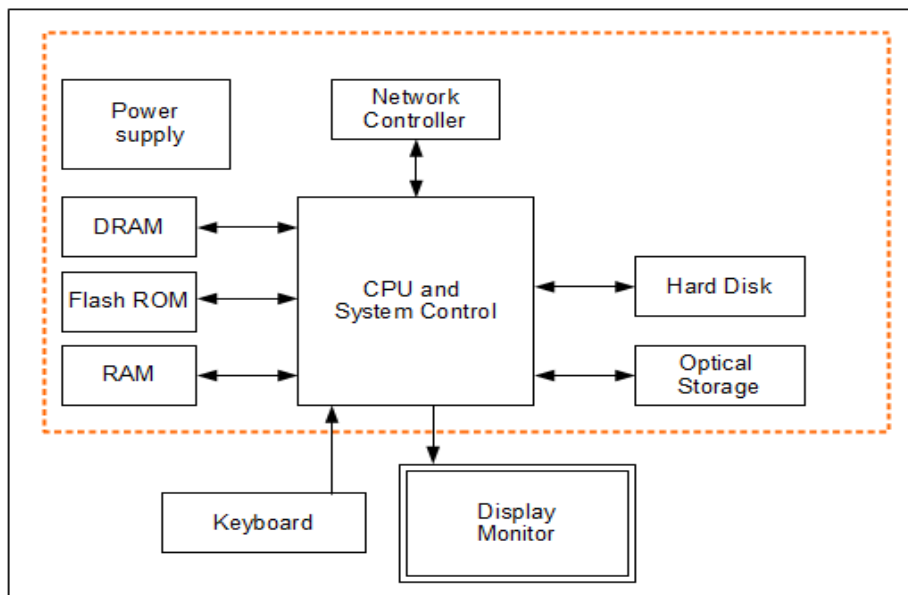 Power
supply
Network
Controller
DRAM
Flash ROM
RAM
CPU and
System Control
Hard Disk
Optical
Storage
Keyboard
Display
Monitor